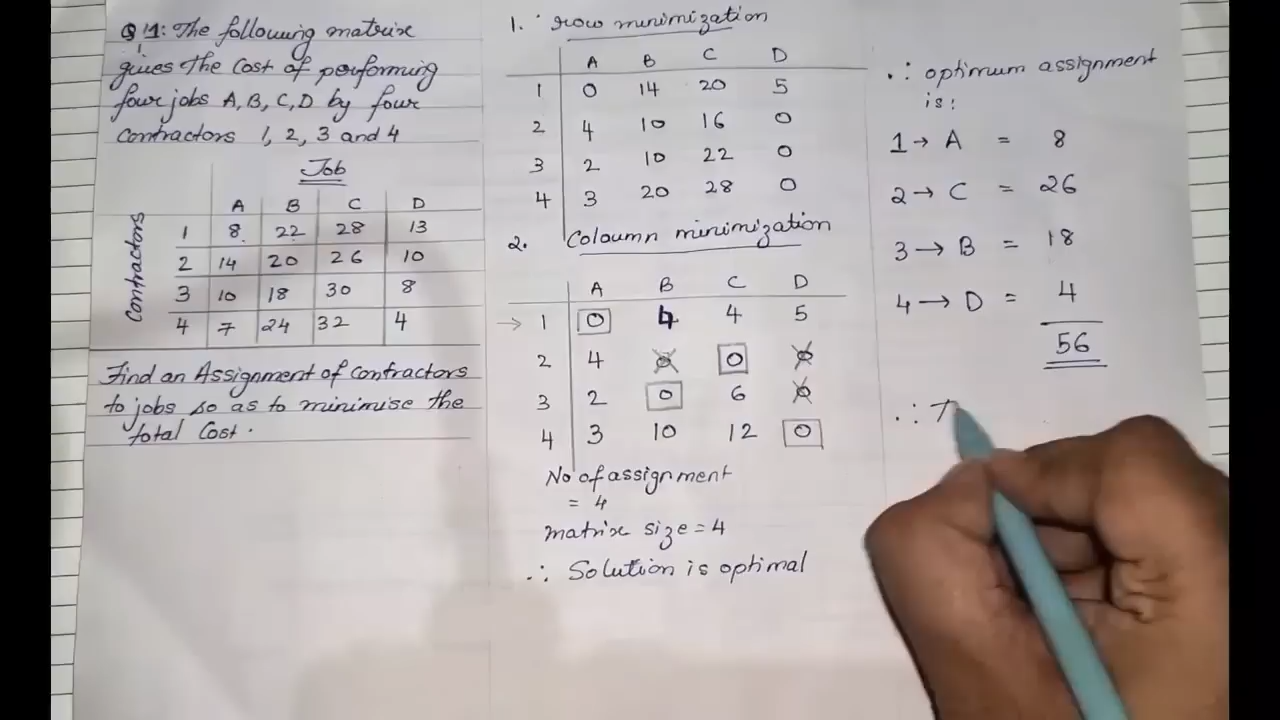 Q 1: The following matrix
gives the cost of performing
four jobs A, B, C, D by four
contractors 1, 2, 3 and 4
Job
Contractors
A B C D
1 8 22 28 13
2 14 20 26 10
3 10 18 30 8
4 7 24 32 4
Find an Assignment of contractors
to jobs so as to minimise the
total cost.
1. row minimization
A B C D
1 0 14 20 5
2 4 10 16 0
3 2 10 22 0
4 3 20 28 0
2. Coloumn minimization
A B C D
→ 1 0 4 4 5
2 4 0 0 0
3 2 0 6 0
4 3 10 12 0
No of assignment
= 4
matrix size = 4
∴ Solution is optimal
∴ optimum assignment
is:
1 → A = 8
2 → C = 26
3 → B = 18
4 → D = 4
56
∴ T